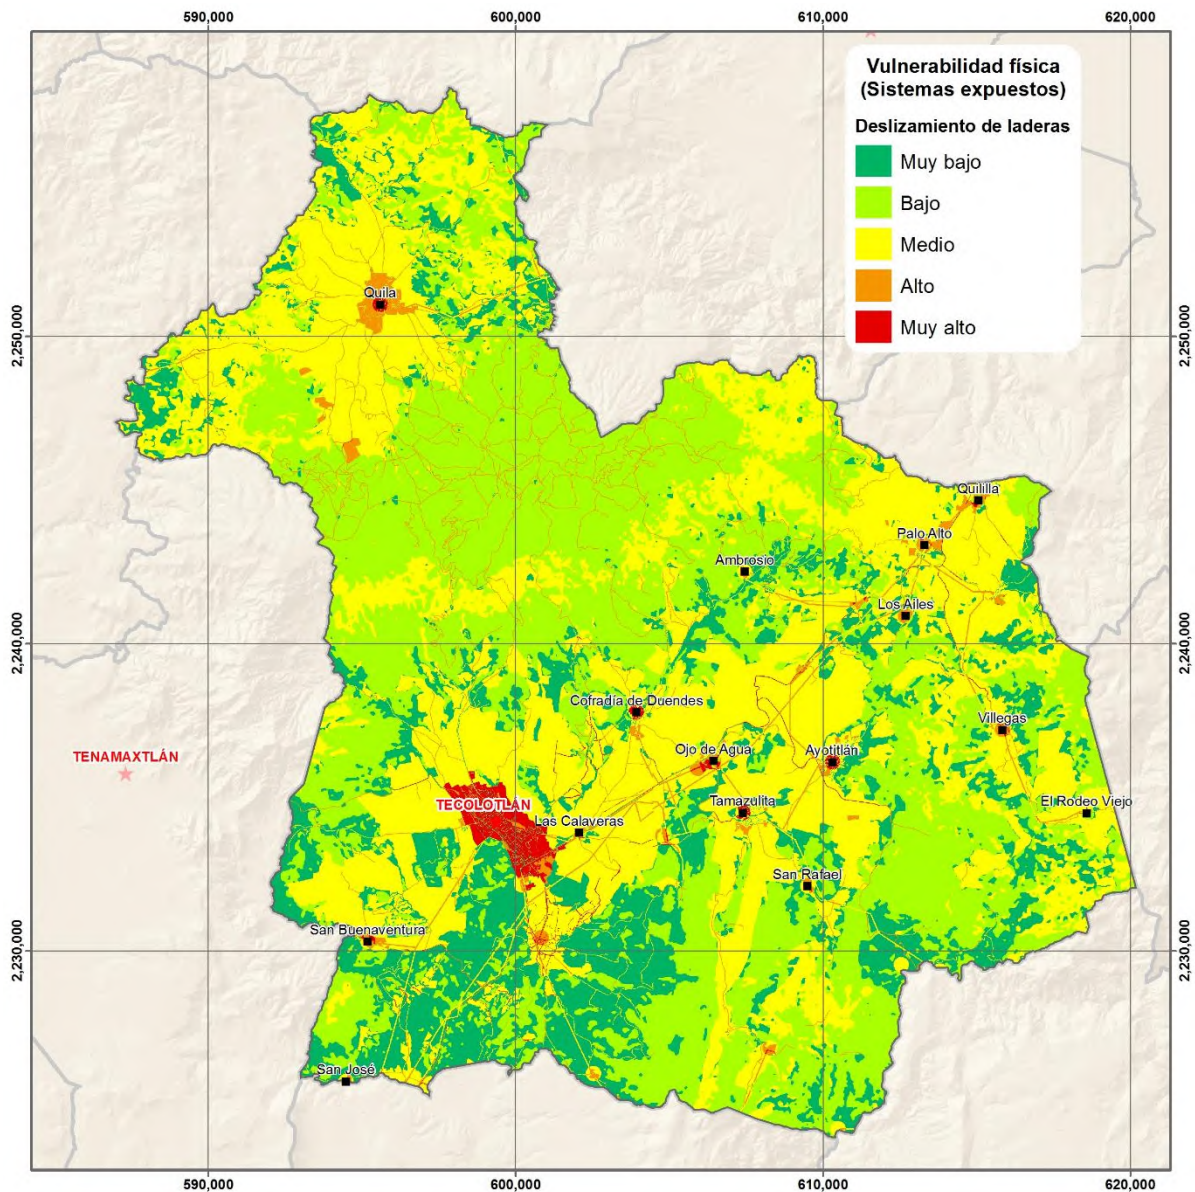 590,000
600,000
610,000
620,000
Vulnerabilidad física
(Sistemas expuestos)
Deslizamiento de laderas
Muy bajo
Bajo
Medio
Alto
Muy alto
Quila
2,250,000
2,250,000
Quililla
Palo Alto
Ambrosio
Los Ailes
2,240,000
2,240,000
Cofradía de Duendes
Villegas
Ojo de Agua
Ayotitlán
TENAMAXTLÁN
TECOLOTLÁN
Tamazulita
El Rodeo Viejo
Las Calaveras
San Rafael
San Buenaventura
2,230,000
2,230,000
San José
590,000
600,000
610,000
620,000